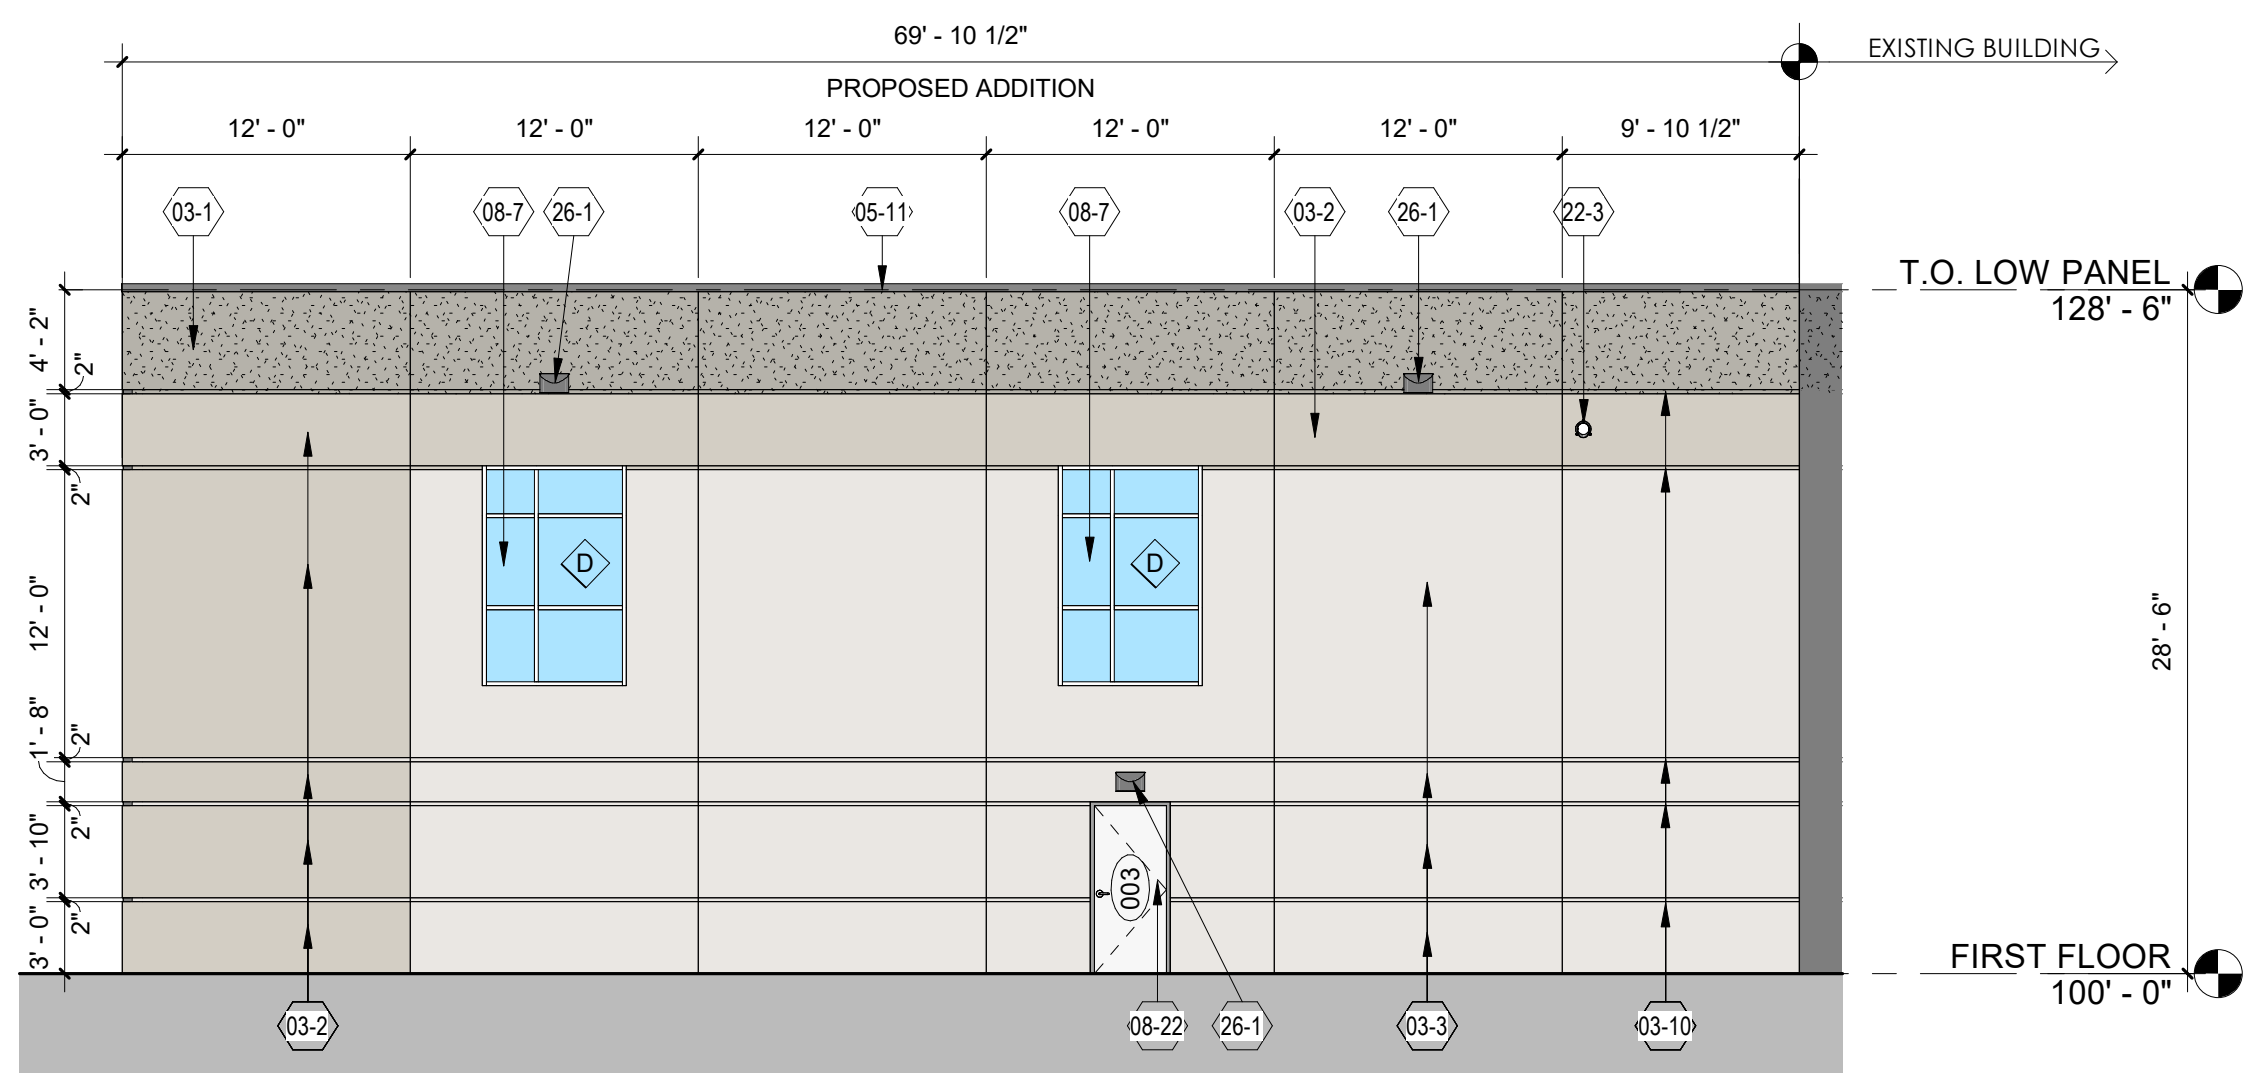 69' - 10 1/2"
EXISTING BUILDING
PROPOSED ADDITION
12' - 0" 12' - 0" 12' - 0" 12' - 0" 12' - 0" 9' - 10 1/2"
03-1 08-7 26-1 05-11 08-7 03-2 26-1 22-3
T.O. LOW PANEL
128' - 6"
4' - 2"
2"
3' - 0"
2"
D D
12' - 0"
28' - 6"
1' - 8"
2"
2"
3' - 10"
003
2"
3' - 0"
FIRST FLOOR
100' - 0"
03-2 08-22 26-1 03-3 03-10